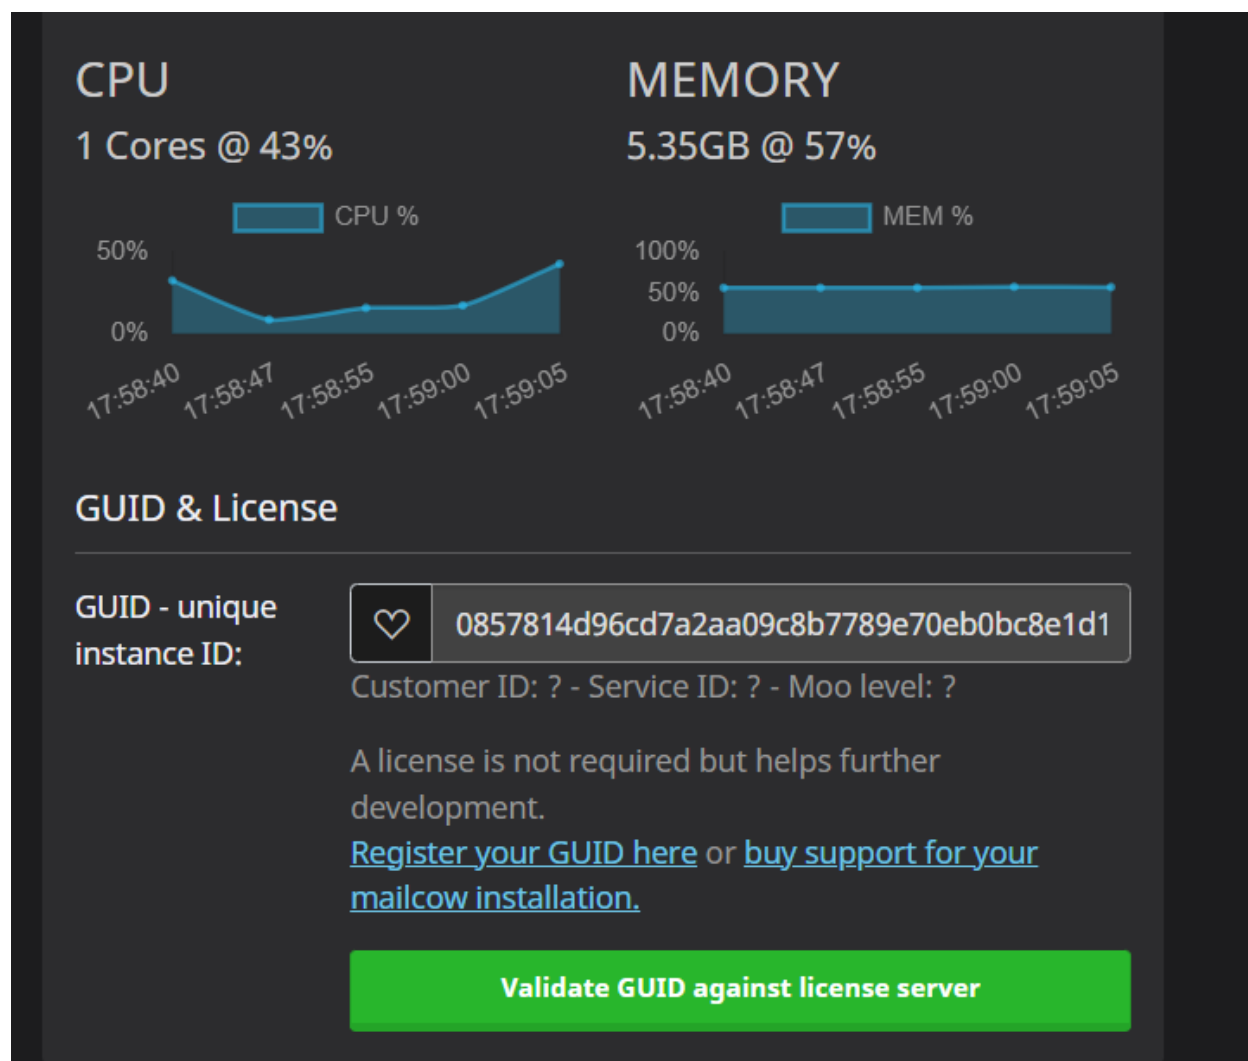 CPU
1 Cores @ 43%
CPU %
50%
0%
17:58:40
17:58:47
17:58:55
17:59:00
17:59:05
MEMORY
5.35GB @ 57%
MEM %
100%
50%
0%
17:58:40
17:58:47
17:58:55
17:59:00
17:59:05
GUID & License
GUID - unique
instance ID:
0857814d96cd7a2aa09c8b7789e70eb0bc8e1d1
Customer ID: ? - Service ID: ? - Moo level: ?
A license is not required but helps further
development.
Register your GUID here or buy support for your
mailcow installation.
Validate GUID against license server